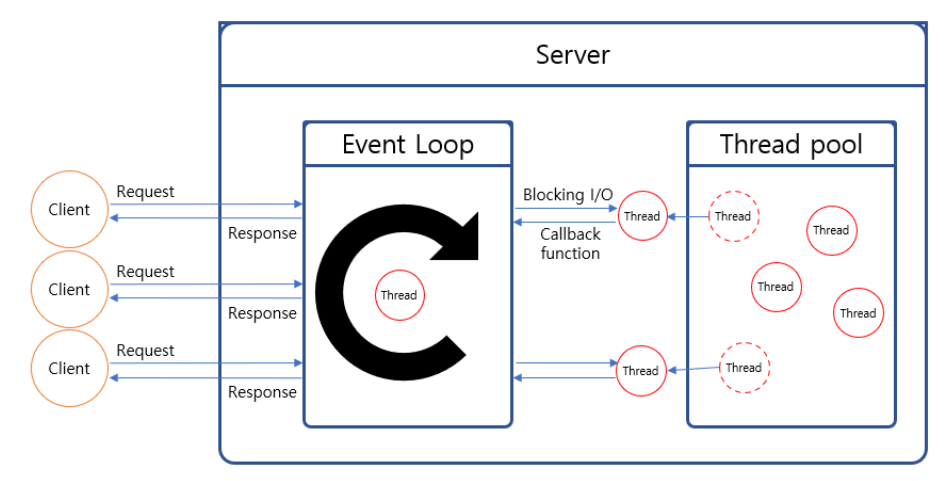 Server
Event Loop
Thread pool
Client
Request
Response
Blocking I/O
Callback
function
Thread
Thread
Thread
Thread
Client
Request
Response
Thread
Thread
Client
Request
Response
Thread
Thread
Thread